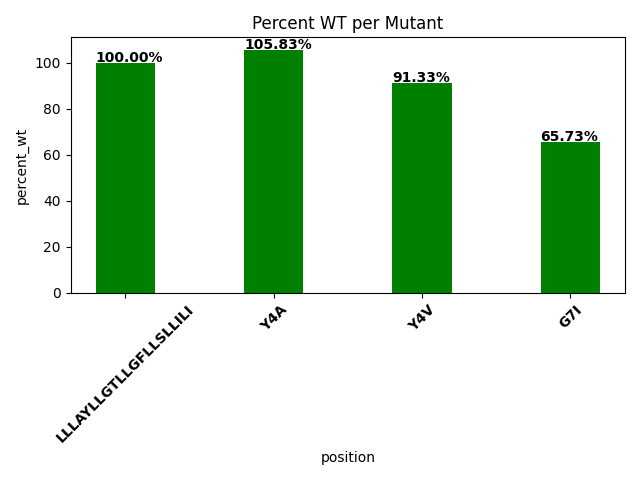 Percent WT per Mutant
percent_wt
100
80
60
40
20
0
100.00%
105.83%
91.33%
65.73%
LLLAYLLGTLLGFLLSLLILI
Y4A
Y4V
G7I
position